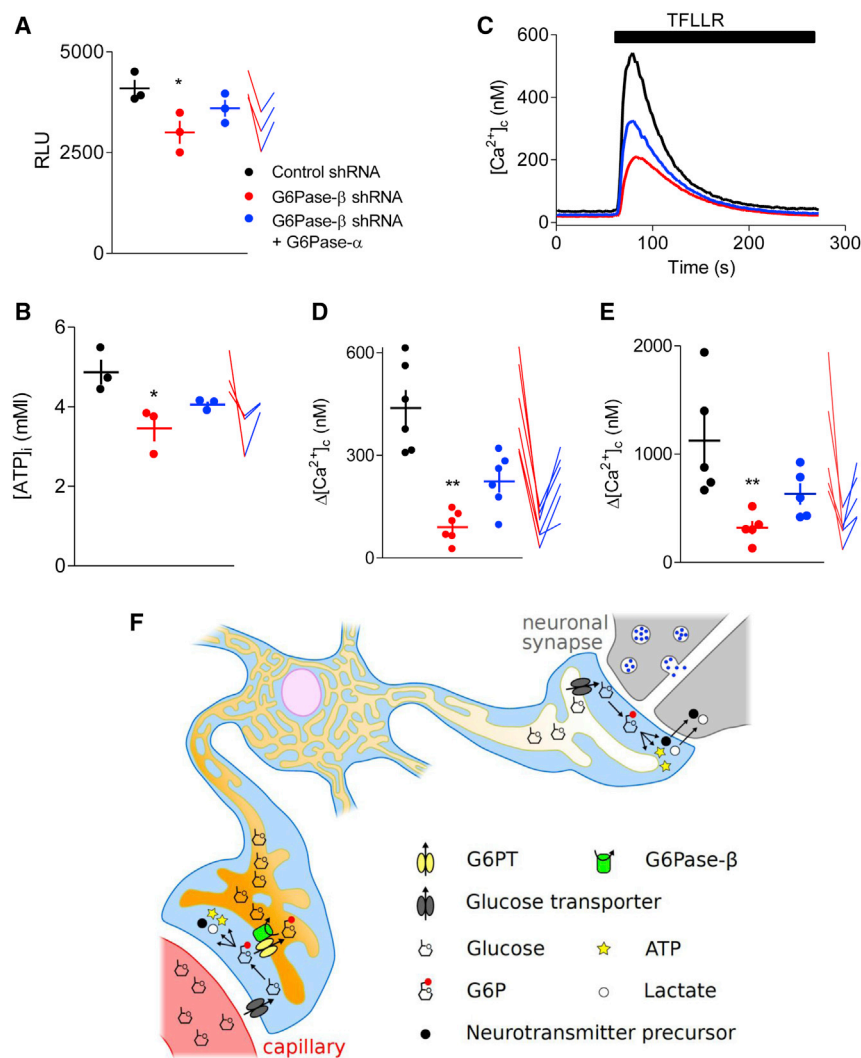 A
5000
2500
0
RLU
*
Control shRNA
G6Pase-β shRNA
G6Pase-β shRNA
+ G6Pase-α
C
TFLLR
600
400
200
0
[Ca²⁺]c (nM)
0
100
200
300
Time (s)
B
6
4
2
0
[ATP]i (mMl)
*
D
600
300
0
Δ[Ca²⁺]c (nM)
**
E
2000
1000
0
Δ[Ca²⁺]c (nM)
**
F
neuronal
synapse
capillary
G6PT
G6Pase-β
Glucose transporter
Glucose
ATP
G6P
Lactate
Neurotransmitter precursor